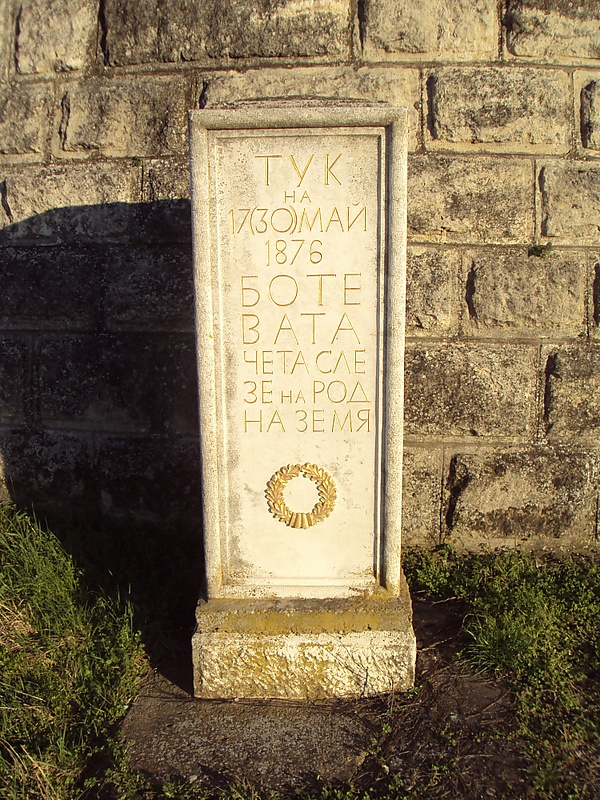 ТУК
НА
17(30)МАЙ
1876
БОТЕ
ВАТА
ЧЕТА СЛЕ
ЗЕ НА РОД
НА ЗЕМЯ